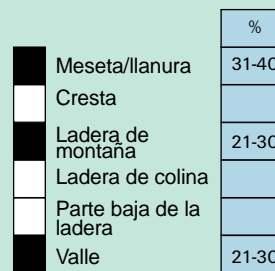 %
Meseta/llanura 31-40
Cresta
Ladera de
montaña 21-30
Ladera de colina
Parte baja de la
ladera
Valle 21-30